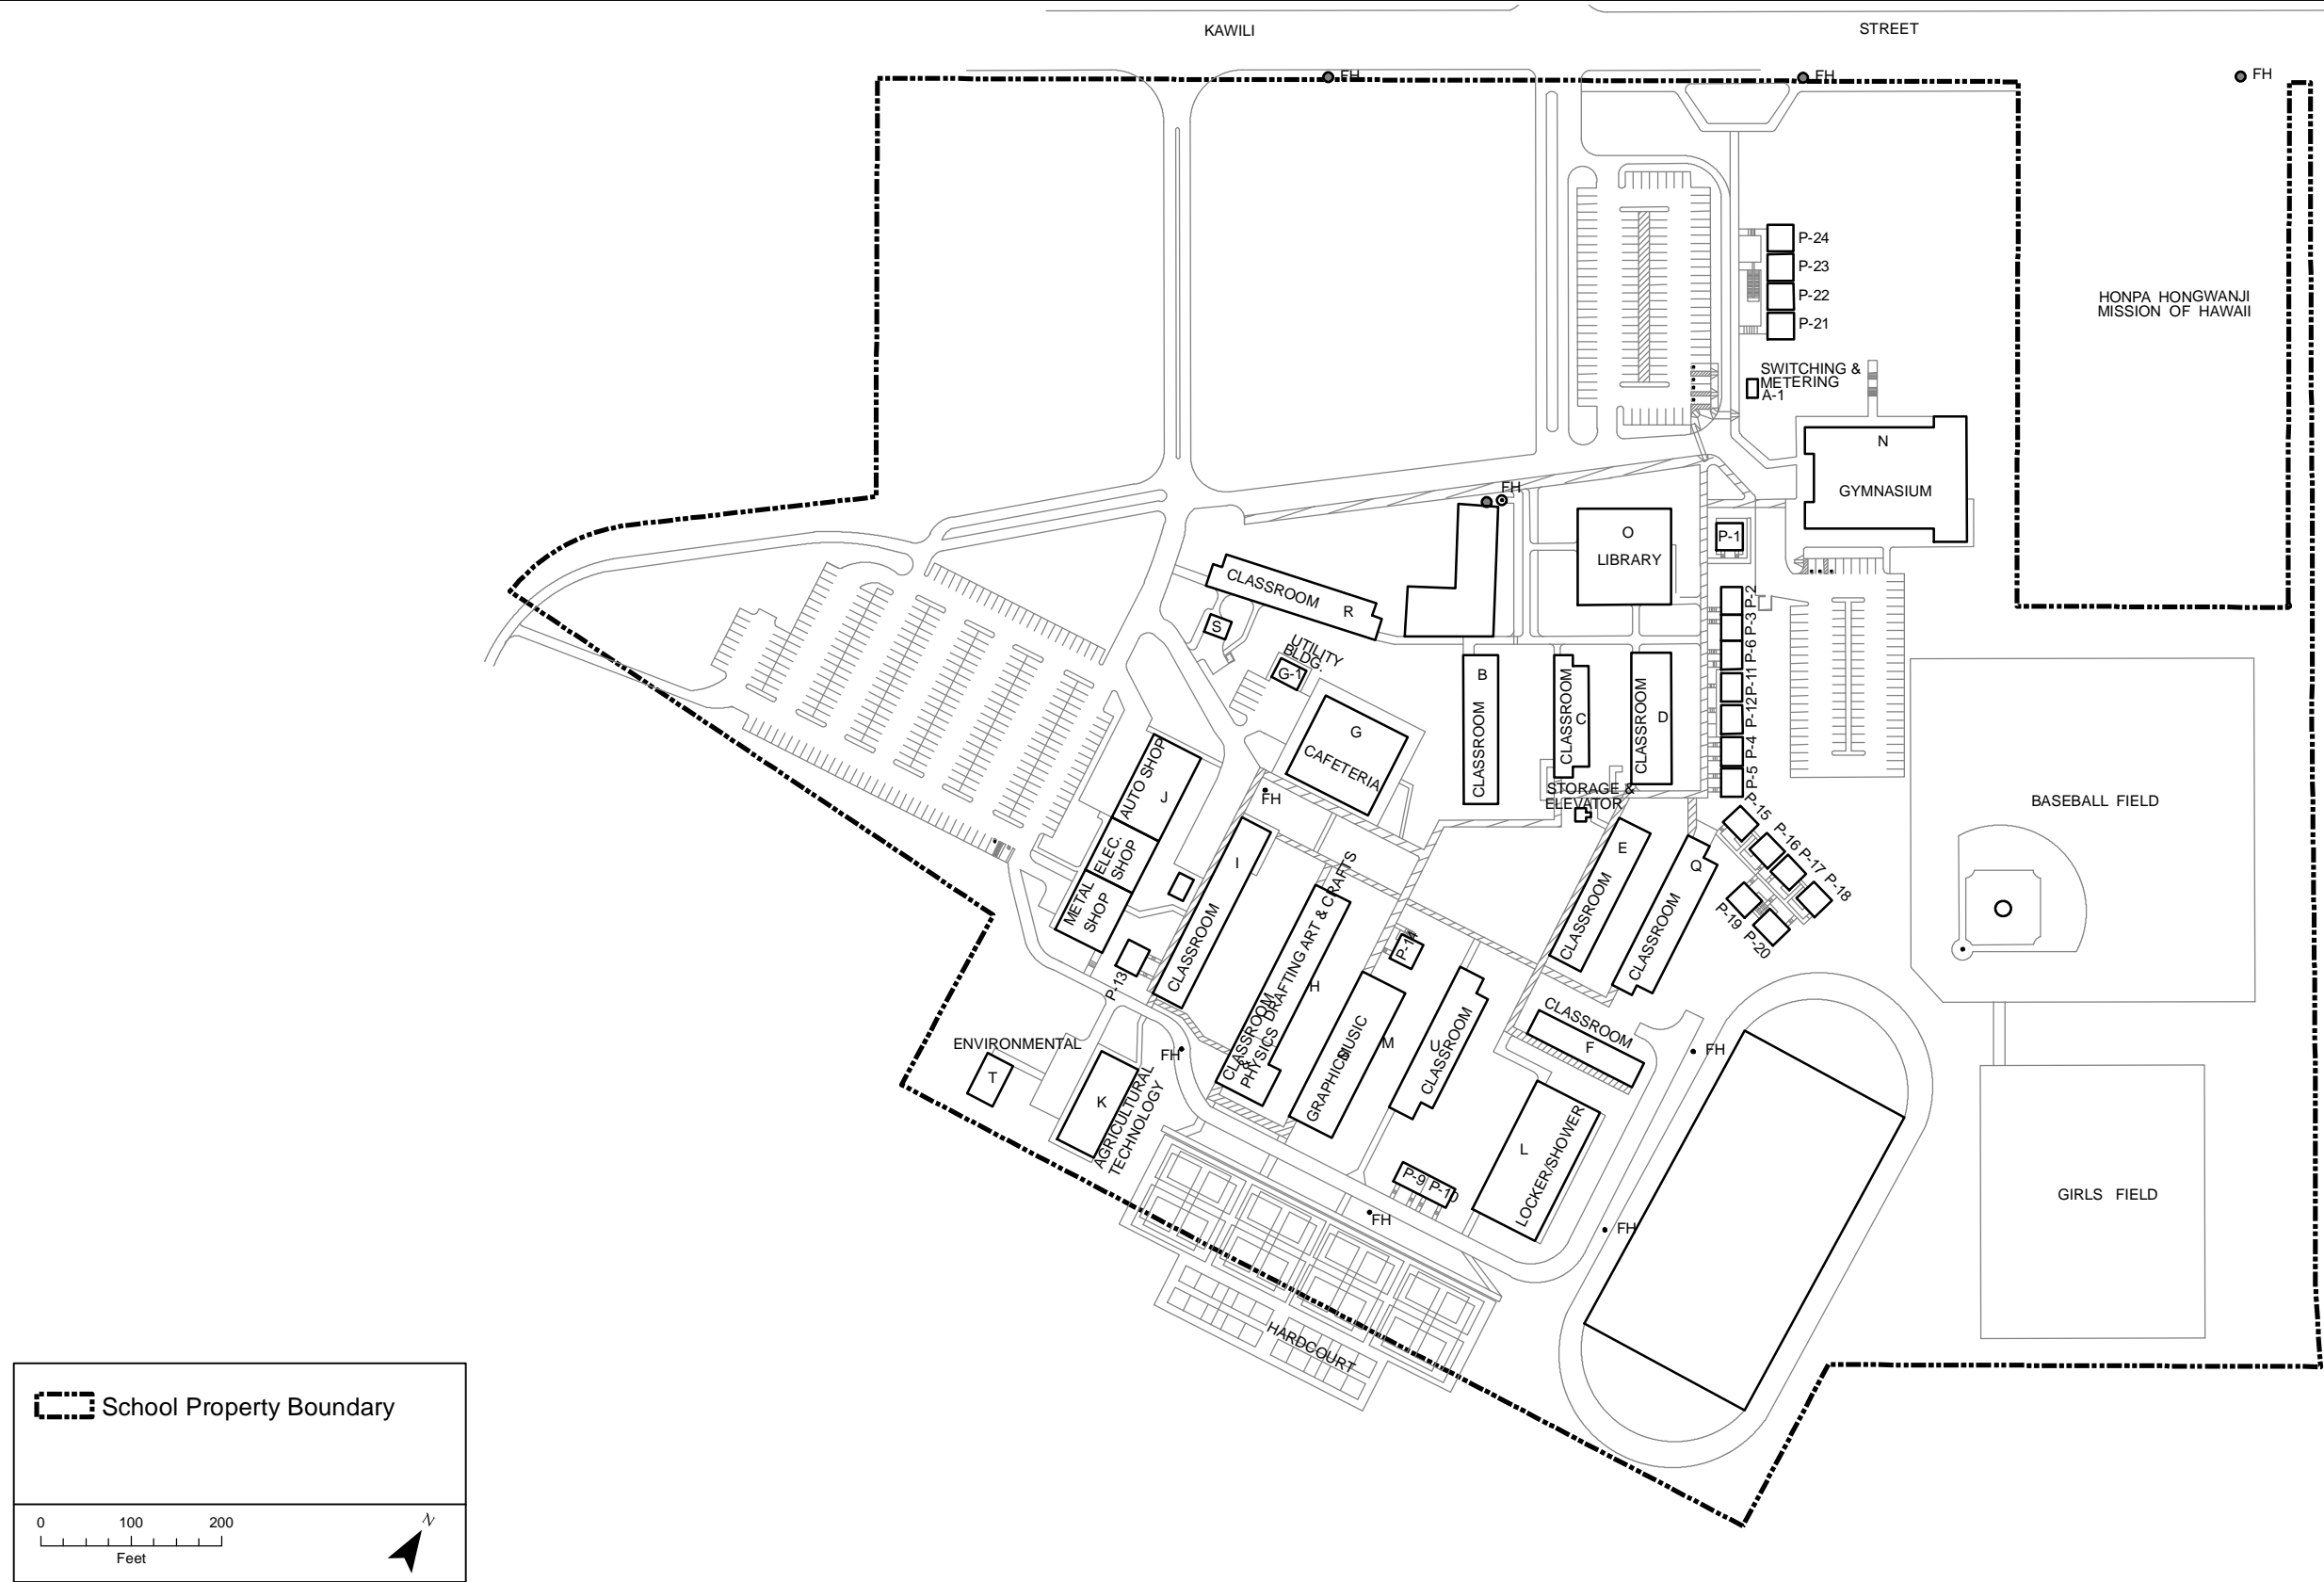 KAWILI
STREET
FH
FH
FH
P-24
P-23
P-22
P-21
HONPA HONGWANJI
MISSION OF HAWAII
SWITCHING &
METERING
A-1
N
GYMNASIUM
FH
O
LIBRARY
P-1
CLASSROOM
R
S
UTILITY
BLDG.
G-1
G
CAFETERIA
B
CLASSROOM
CLASSROOM
C
CLASSROOM
D
P-2
P-3
P-6
P-11
P-12
P-4
P-5
STORAGE &
ELEVATOR
P-15
P-16
P-17
P-18
P-19
P-20
BASEBALL FIELD
AUTO SHOP
J
ELEC.
SHOP
METAL
SHOP
FH
I
CLASSROOM
P-13
DRAFTING ART & CRAFTS
H
CLASSROOM
&
PHYSICS
P-14
MUSIC
GRAPHICS
M
U
CLASSROOM
E
CLASSROOM
Q
CLASSROOM
CLASSROOM
F
FH
ENVIRONMENTAL
T
FH
K
AGRICULTURAL
TECHNOLOGY
P-9
P-10
L
LOCKER/SHOWER
FH
FH
GIRLS FIELD
HARDCOURT
School Property Boundary
0 100 200
Feet
N